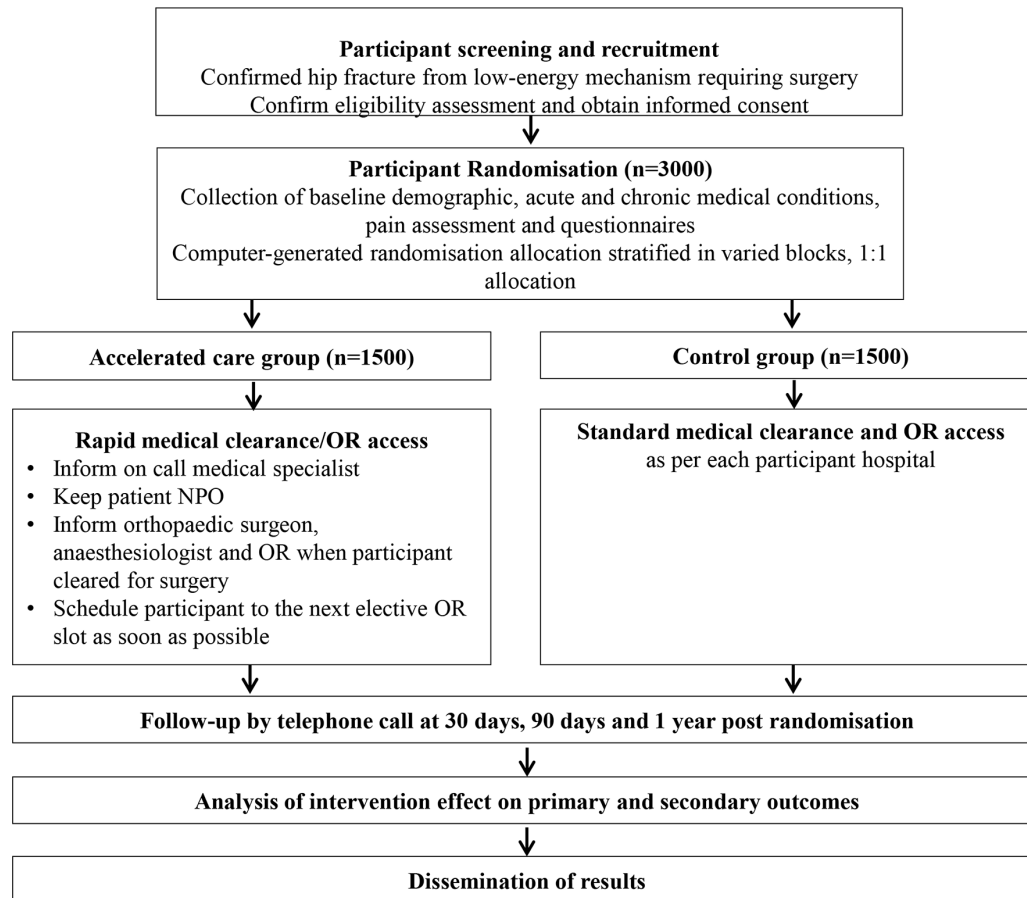 Participant screening and recruitment
Confirmed hip fracture from low-energy mechanism requiring surgery
Confirm eligibility assessment and obtain informed consent
Participant Randomisation (n=3000)
Collection of baseline demographic, acute and chronic medical conditions,
pain assessment and questionnaires
Computer-generated randomisation allocation stratified in varied blocks, 1:1
allocation
Accelerated care group (n=1500)
Control group (n=1500)
Rapid medical clearance/OR access
• Inform on call medical specialist
• Keep patient NPO
• Inform orthopaedic surgeon,
anaesthesiologist and OR when participant
cleared for surgery
• Schedule participant to the next elective OR
slot as soon as possible
Standard medical clearance and OR access
as per each participant hospital
Follow-up by telephone call at 30 days, 90 days and 1 year post randomisation
Analysis of intervention effect on primary and secondary outcomes
Dissemination of results